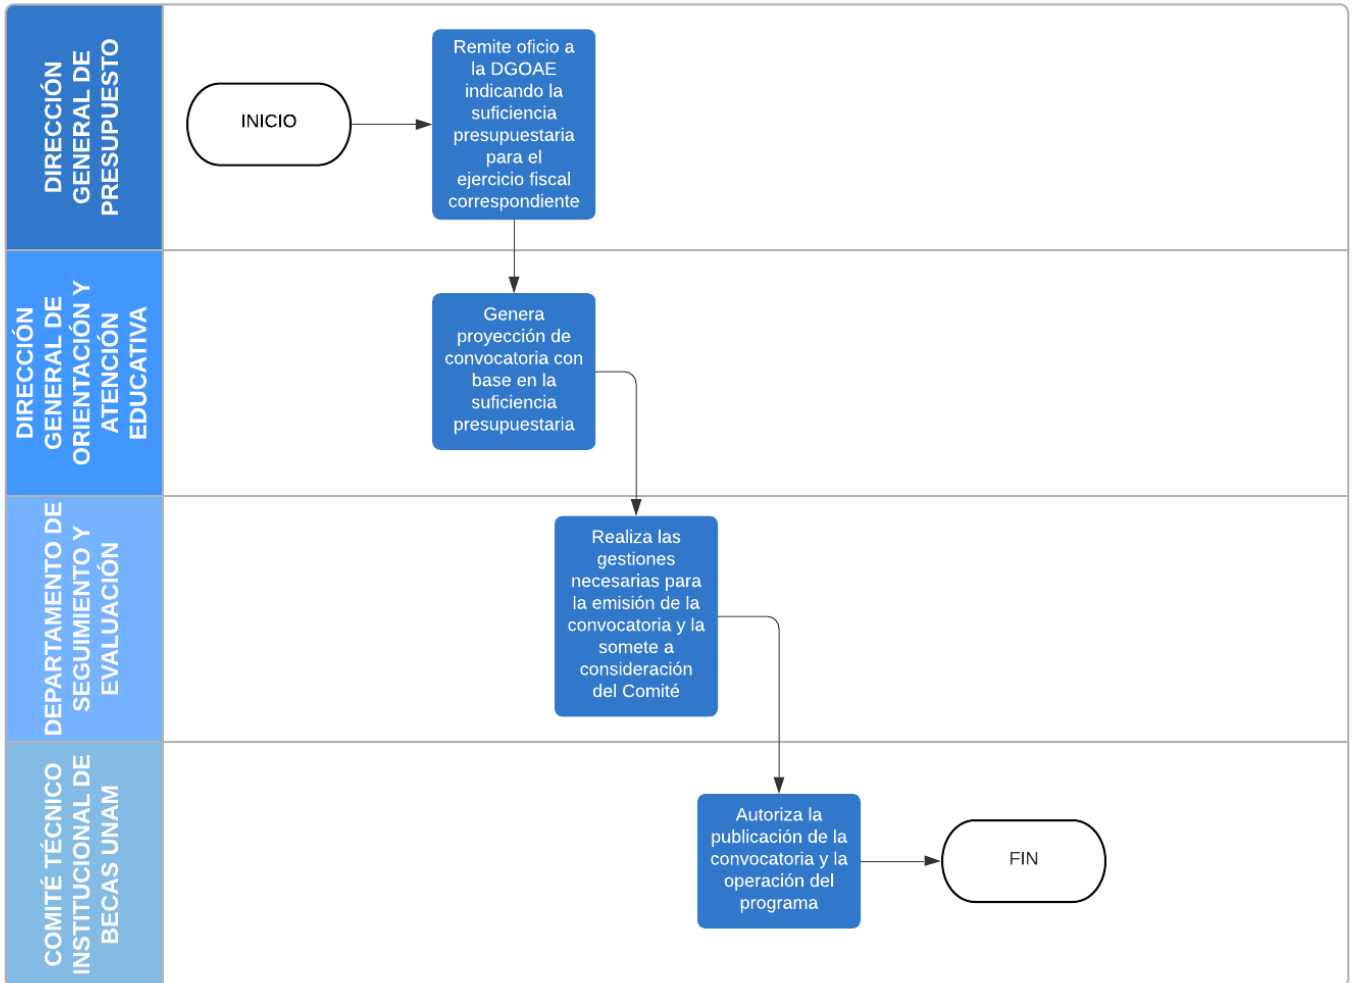 DIRECCIÓN
GENERAL DE
PRESUPUESTO
INICIO
Remite oficio a
la DGOAE
indicando la
suficiencia
presupuestaria
para el
ejercicio fiscal
correspondiente
DIRECCIÓN
GENERAL DE
ORIENTACIÓN Y
ATENCIÓN
EDUCATIVA
Genera
proyección de
convocatoria con
base en la
suficiencia
presupuestaria
DEPARTAMENTO DE
SEGUIMIENTO Y
EVALUACIÓN
Realiza las
gestiones
necesarias para
la emisión de la
convocatoria y la
somete a
consideración
del Comité
COMITÉ TÉCNICO
INSTITUCIONAL DE
BECAS UNAM
Autoriza la
publicación de la
convocatoria y la
operación del
programa
FIN